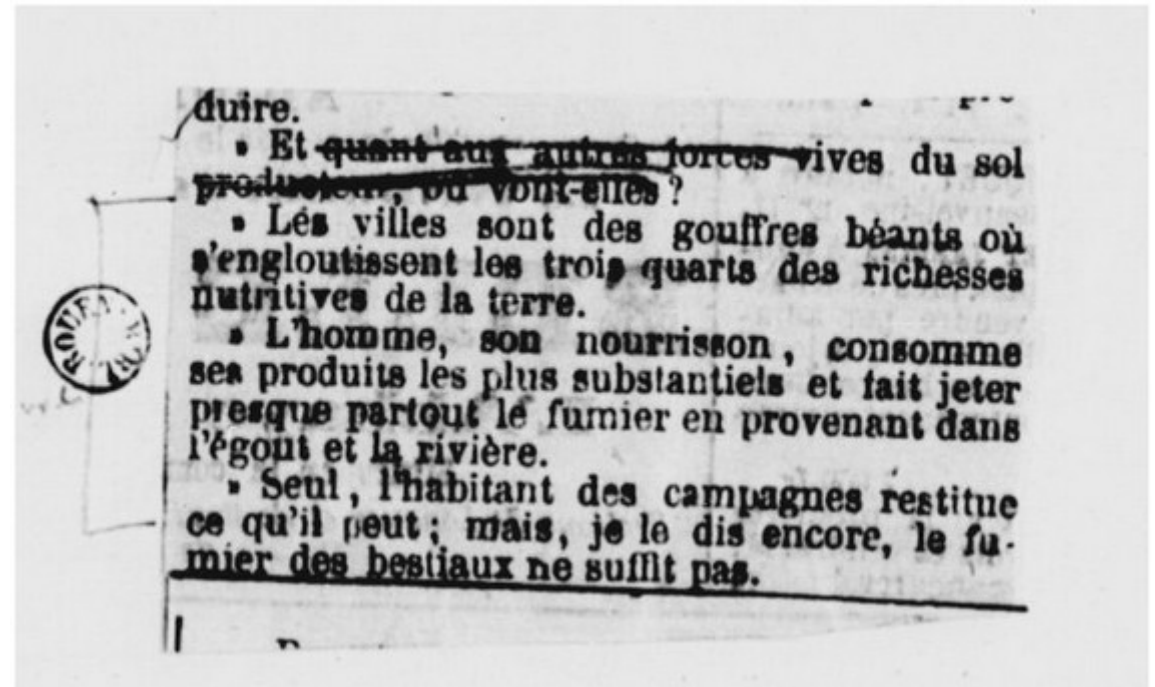 duire.
» Et quant aux autres forces vives du sol
producteur, où vont-elles ?
» Les villes sont des gouffres béants où
s'engloutissent les trois quarts des richesses
nutritives de la terre.
» L'homme, son nourrisson, consomme
ses produits les plus substantiels et fait jeter
presque partout le fumier en provenant dans
l'égout et la rivière.
» Seul, l'habitant des campagnes restitue
ce qu'il peut; mais, je le dis encore, le fu-
mier des bestiaux ne suffit pas.
ROUEN